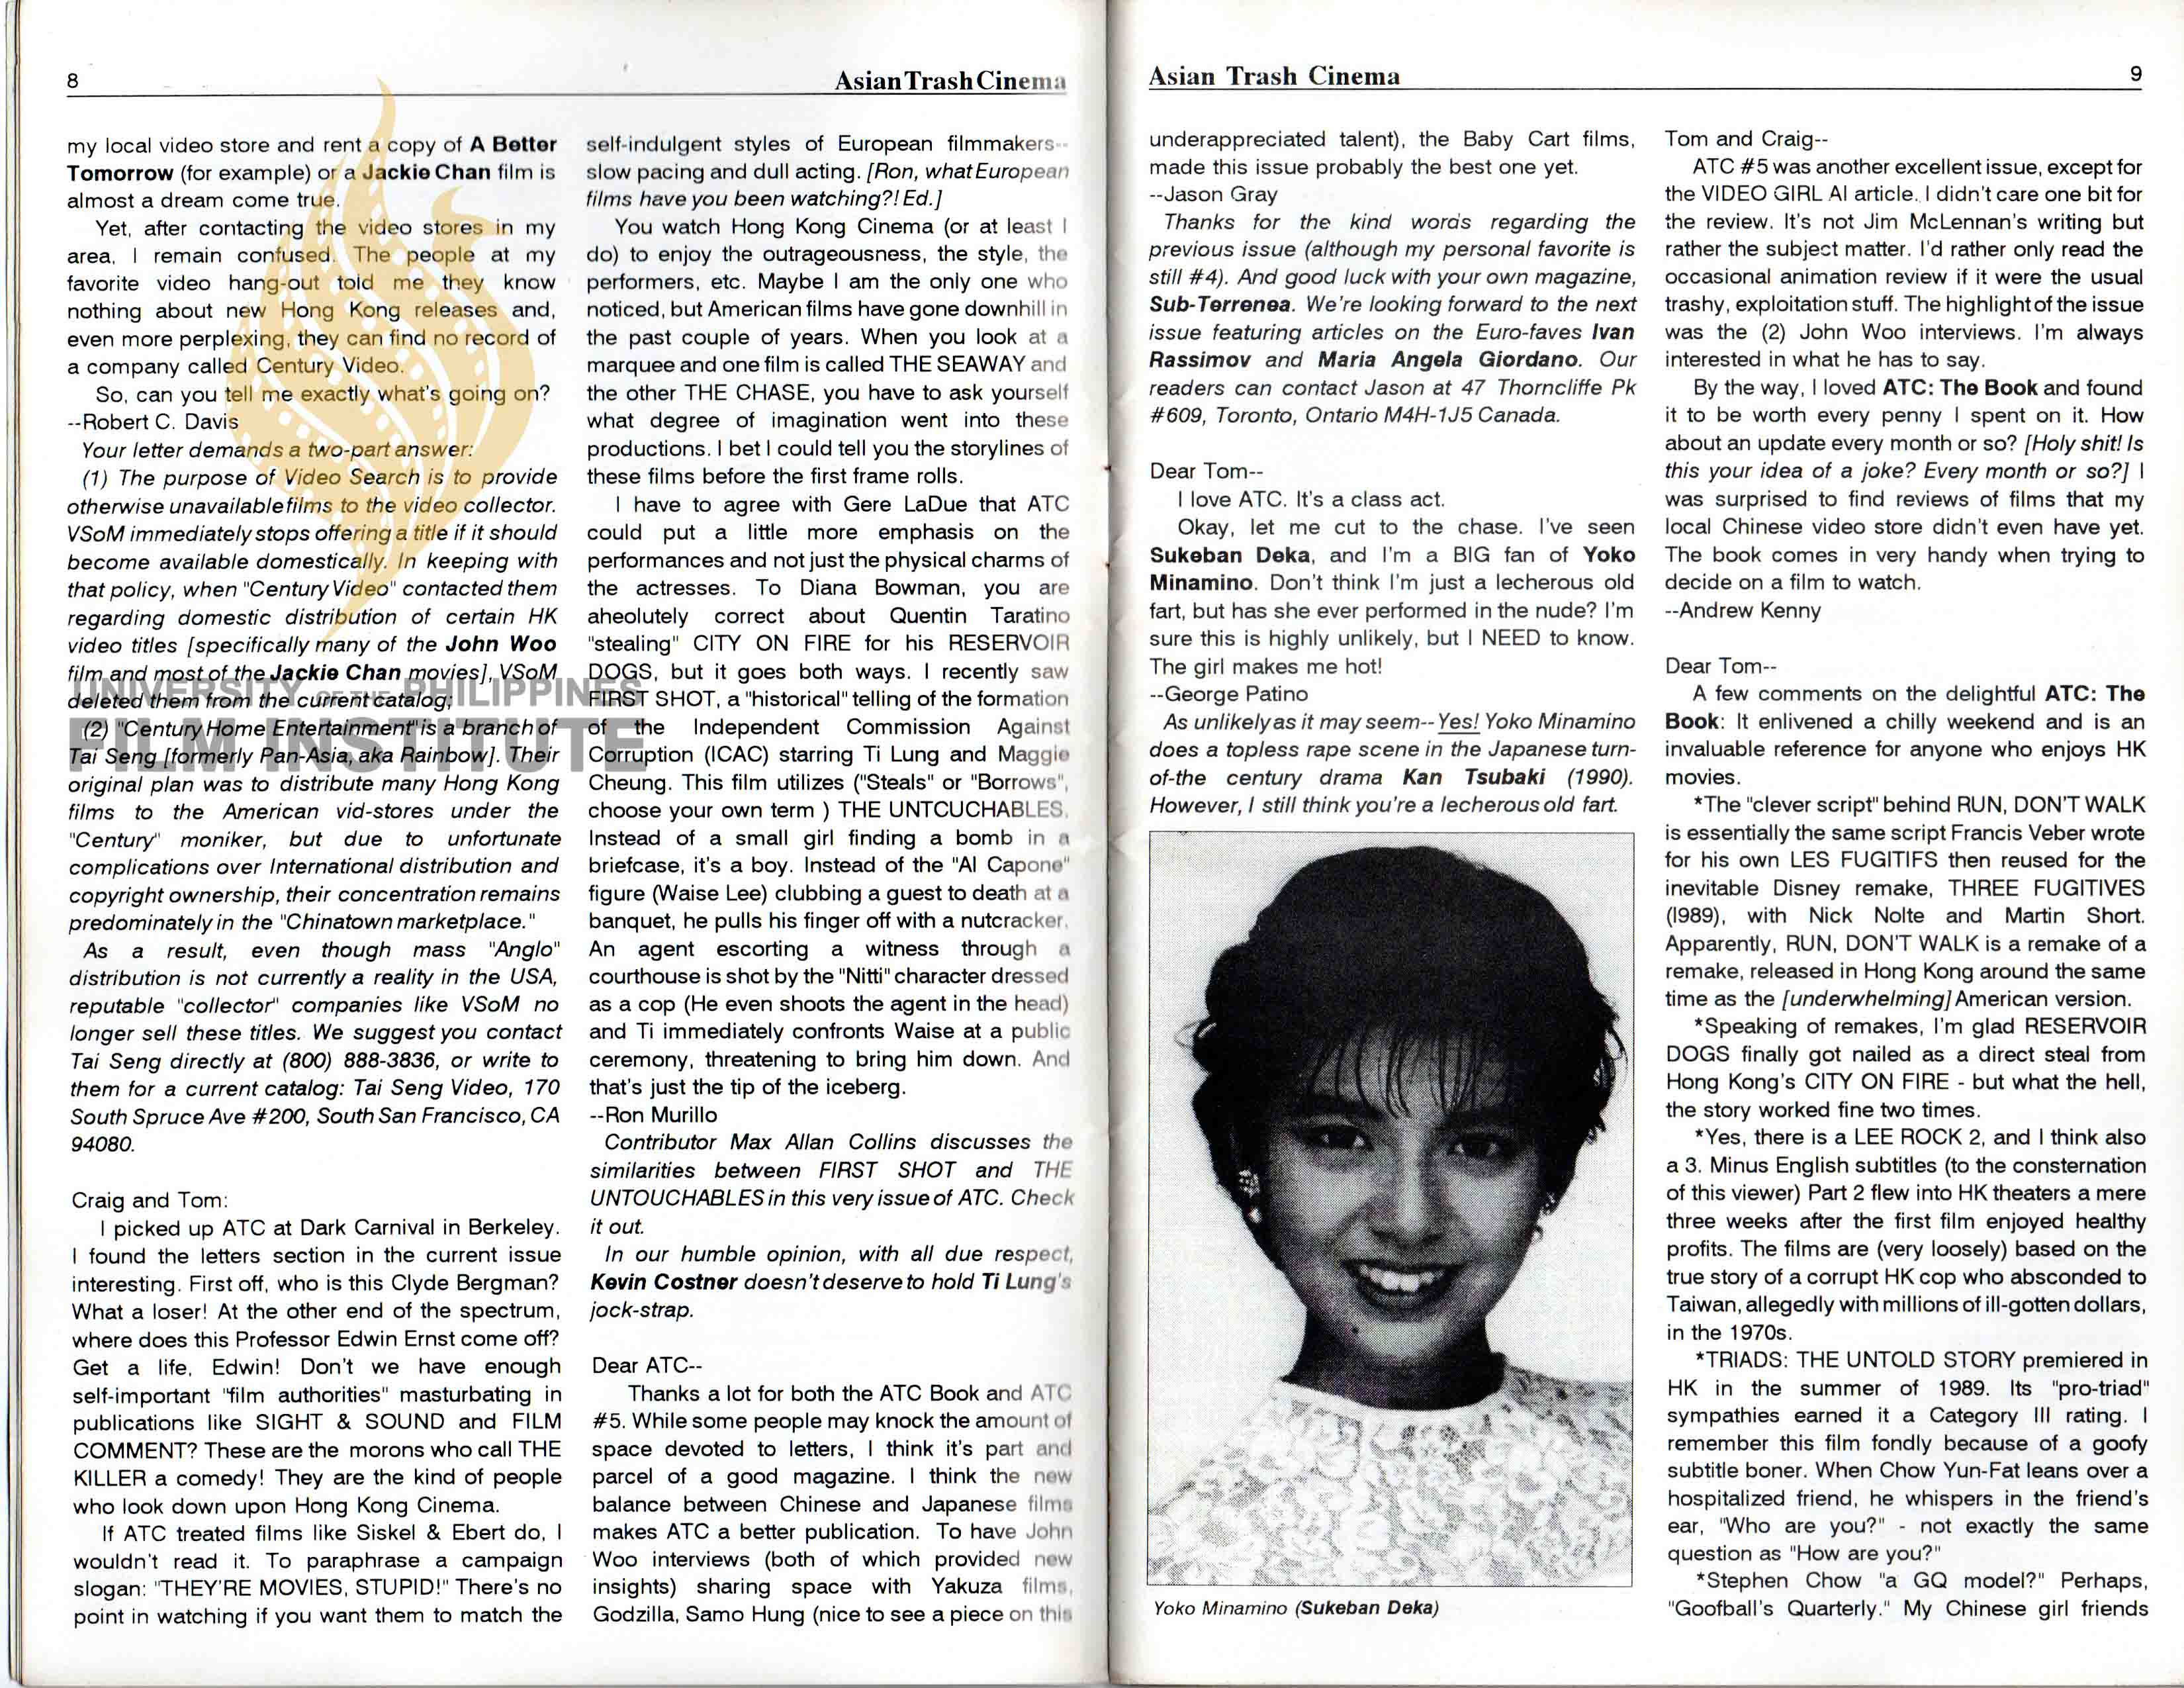 8
Asian Trash Cinema
my local video store and rent a copy of A Better
Tomorrow (for example) or a Jackie Chan film is
almost a dream come true.
Yet, after contacting the video stores in my
area, I remain confused. The people at my
favorite video hang-out told me they know
nothing about new Hong Kong releases and,
even more perplexing, they can find no record of
a company called Century Video.
So, can you tell me exactly what's going on?
--Robert C. Davis
Your letter demands a two-part answer:
(1) The purpose of Video Search is to provide
otherwise unavailable films to the video collector.
VSoM immediately stops offering a title if it should
become available domestically. In keeping with
that policy, when "Century Video" contacted them
regarding domestic distribution of certain HK
video titles [specifically many of the John Woo
film and most of the Jackie Chan movies], VSoM
deleted them from the current catalog;
(2) "Century Home Entertainment" is a branch of
Tai Seng [formerly Pan-Asia, aka Rainbow]. Their
original plan was to distribute many Hong Kong
films to the American vid-stores under the
"Century" moniker, but due to unfortunate
complications over International distribution and
copyright ownership, their concentration remains
predominately in the "Chinatown marketplace."
As a result, even though mass "Anglo"
distribution is not currently a reality in the USA,
reputable "collector" companies like VSoM no
longer sell these titles. We suggest you contact
Tai Seng directly at (800) 888-3836, or write to
them for a current catalog: Tai Seng Video, 170
South Spruce Ave #200, South San Francisco, CA
94080.
Craig and Tom:
I picked up ATC at Dark Carnival in Berkeley.
I found the letters section in the current issue
interesting. First off, who is this Clyde Bergman?
What a loser! At the other end of the spectrum,
where does this Professor Edwin Ernst come off?
Get a life, Edwin! Don't we have enough
self-important "film authorities" masturbating in
publications like SIGHT & SOUND and FILM
COMMENT? These are the morons who call THE
KILLER a comedy! They are the kind of people
who look down upon Hong Kong Cinema.
If ATC treated films like Siskel & Ebert do, I
wouldn't read it. To paraphrase a campaign
slogan: "THEY'RE MOVIES, STUPID!" There's no
point in watching if you want them to match the
self-indulgent styles of European filmmakers--
slow pacing and dull acting. [Ron, what European
films have you been watching?! Ed.]
You watch Hong Kong Cinema (or at least I
do) to enjoy the outrageousness, the style, the
performers, etc. Maybe I am the only one who
noticed, but American films have gone downhill in
the past couple of years. When you look at a
marquee and one film is called THE SEAWAY and
the other THE CHASE, you have to ask yourself
what degree of imagination went into these
productions. I bet I could tell you the storylines of
these films before the first frame rolls.
I have to agree with Gere LaDue that ATC
could put a little more emphasis on the
performances and not just the physical charms of
the actresses. To Diana Bowman, you are
aheolutely correct about Quentin Taratino
"stealing" CITY ON FIRE for his RESERVOIR
DOGS, but it goes both ways. I recently saw
FIRST SHOT, a "historical" telling of the formation
of the Independent Commission Against
Corruption (ICAC) starring Ti Lung and Maggie
Cheung. This film utilizes ("Steals" or "Borrows",
choose your own term ) THE UNTCUCHABLES.
Instead of a small girl finding a bomb in a
briefcase, it's a boy. Instead of the "Al Capone"
figure (Waise Lee) clubbing a guest to death at a
banquet, he pulls his finger off with a nutcracker.
An agent escorting a witness through a
courthouse is shot by the "Nitti" character dressed
as a cop (He even shoots the agent in the head)
and Ti immediately confronts Waise at a public
ceremony, threatening to bring him down. And
that's just the tip of the iceberg.
--Ron Murillo
Contributor Max Allan Collins discusses the
similarities between FIRST SHOT and THE
UNTOUCHABLES in this very issue of ATC. Check
it out.
In our humble opinion, with all due respect,
Kevin Costner doesn't deserve to hold Ti Lung's
jock-strap.
Dear ATC--
Thanks a lot for both the ATC Book and ATC
#5. While some people may knock the amount of
space devoted to letters, I think it's part and
parcel of a good magazine. I think the new
balance between Chinese and Japanese films
makes ATC a better publication. To have John
Woo interviews (both of which provided new
insights) sharing space with Yakuza films,
Godzilla, Samo Hung (nice to see a piece on this
UNIVERSITY OF THE PHILIPPINES
FILM INSTITUTE
Asian Trash Cinema
9
underappreciated talent), the Baby Cart films,
made this issue probably the best one yet.
--Jason Gray
Thanks for the kind words regarding the
previous issue (although my personal favorite is
still #4). And good luck with your own magazine,
Sub-Terrenea. We're looking forward to the next
issue featuring articles on the Euro-faves Ivan
Rassimov and Maria Angela Giordano. Our
readers can contact Jason at 47 Thorncliffe Pk
#609, Toronto, Ontario M4H-1J5 Canada.
Dear Tom--
I love ATC. It's a class act.
Okay, let me cut to the chase. I've seen
Sukeban Deka, and I'm a BIG fan of Yoko
Minamino. Don't think I'm just a lecherous old
fart, but has she ever performed in the nude? I'm
sure this is highly unlikely, but I NEED to know.
The girl makes me hot!
--George Patino
As unlikely as it may seem-- Yes! Yoko Minamino
does a topless rape scene in the Japanese turn-
of-the century drama Kan Tsubaki (1990).
However, I still think you're a lecherous old fart.
Yoko Minamino (Sukeban Deka)
Tom and Craig--
ATC #5 was another excellent issue, except for
the VIDEO GIRL AI article. I didn't care one bit for
the review. It's not Jim McLennan's writing but
rather the subject matter. I'd rather only read the
occasional animation review if it were the usual
trashy, exploitation stuff. The highlight of the issue
was the (2) John Woo interviews. I'm always
interested in what he has to say.
By the way, I loved ATC: The Book and found
it to be worth every penny I spent on it. How
about an update every month or so? [Holy shit! Is
this your idea of a joke? Every month or so?] I
was surprised to find reviews of films that my
local Chinese video store didn't even have yet.
The book comes in very handy when trying to
decide on a film to watch.
--Andrew Kenny
Dear Tom--
A few comments on the delightful ATC: The
Book: It enlivened a chilly weekend and is an
invaluable reference for anyone who enjoys HK
movies.
*The "clever script" behind RUN, DON'T WALK
is essentially the same script Francis Veber wrote
for his own LES FUGITIFS then reused for the
inevitable Disney remake, THREE FUGITIVES
(l989), with Nick Nolte and Martin Short.
Apparently, RUN, DON'T WALK is a remake of a
remake, released in Hong Kong around the same
time as the [underwhelming] American version.
*Speaking of remakes, I'm glad RESERVOIR
DOGS finally got nailed as a direct steal from
Hong Kong's CITY ON FIRE - but what the hell,
the story worked fine two times.
*Yes, there is a LEE ROCK 2, and I think also
a 3. Minus English subtitles (to the consternation
of this viewer) Part 2 flew into HK theaters a mere
three weeks after the first film enjoyed healthy
profits. The films are (very loosely) based on the
true story of a corrupt HK cop who absconded to
Taiwan, allegedly with millions of ill-gotten dollars,
in the 1970s.
*TRIADS: THE UNTOLD STORY premiered in
HK in the summer of 1989. Its "pro-triad"
sympathies earned it a Category III rating. I
remember this film fondly because of a goofy
subtitle boner. When Chow Yun-Fat leans over a
hospitalized friend, he whispers in the friend's
ear, "Who are you?" - not exactly the same
question as "How are you?"
*Stephen Chow "a GQ model?" Perhaps,
"Goofball's Quarterly." My Chinese girl friends